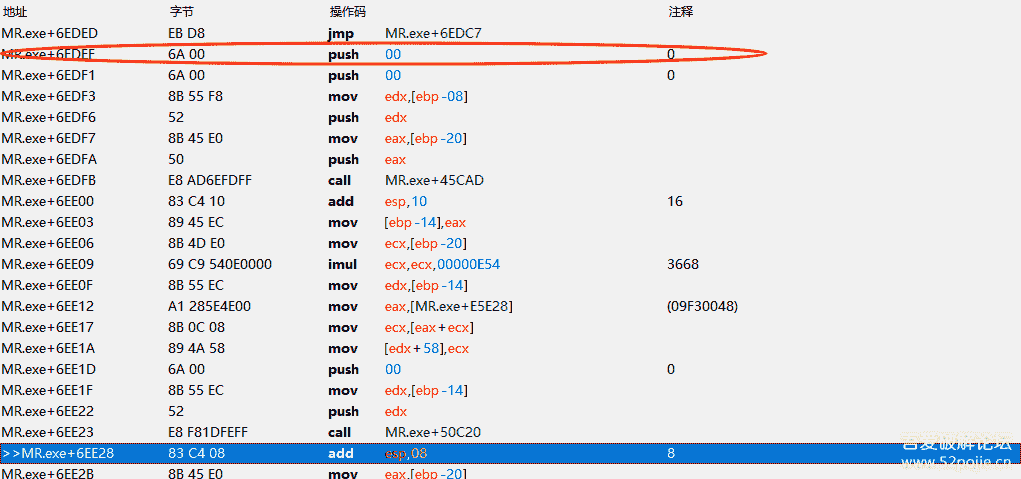 地址 字节 操作码 注释
MR.exe+6EDED EB D8 jmp MR.exe+6EDC7
MR.exe+6EDEF 6A 00 push 00 0
MR.exe+6EDF1 6A 00 push 00 0
MR.exe+6EDF3 8B 55 F8 mov edx,[ebp-08]
MR.exe+6EDF6 52 push edx
MR.exe+6EDF7 8B 45 E0 mov eax,[ebp-20]
MR.exe+6EDFA 50 push eax
MR.exe+6EDFB E8 AD6EFDFF call MR.exe+45CAD
MR.exe+6EE00 83 C4 10 add esp,10 16
MR.exe+6EE03 89 45 EC mov [ebp-14],eax
MR.exe+6EE06 8B 4D E0 mov ecx,[ebp-20]
MR.exe+6EE09 69 C9 540E0000 imul ecx,ecx,00000E54 3668
MR.exe+6EE0F 8B 55 EC mov edx,[ebp-14]
MR.exe+6EE12 A1 285E4E00 mov eax,[MR.exe+E5E28] (09F30048)
MR.exe+6EE17 8B 0C 08 mov ecx,[eax+ecx]
MR.exe+6EE1A 89 4A 58 mov [edx+58],ecx
MR.exe+6EE1D 6A 00 push 00 0
MR.exe+6EE1F 8B 55 EC mov edx,[ebp-14]
MR.exe+6EE22 52 push edx
MR.exe+6EE23 E8 F81DFEFF call MR.exe+50C20
>>MR.exe+6EE28 83 C4 08 add esp,08 8
MR.exe+6EE2B 8B 45 E0 mov eax,[ebp-20]
吾爱破解论坛
www.52pojie.cn